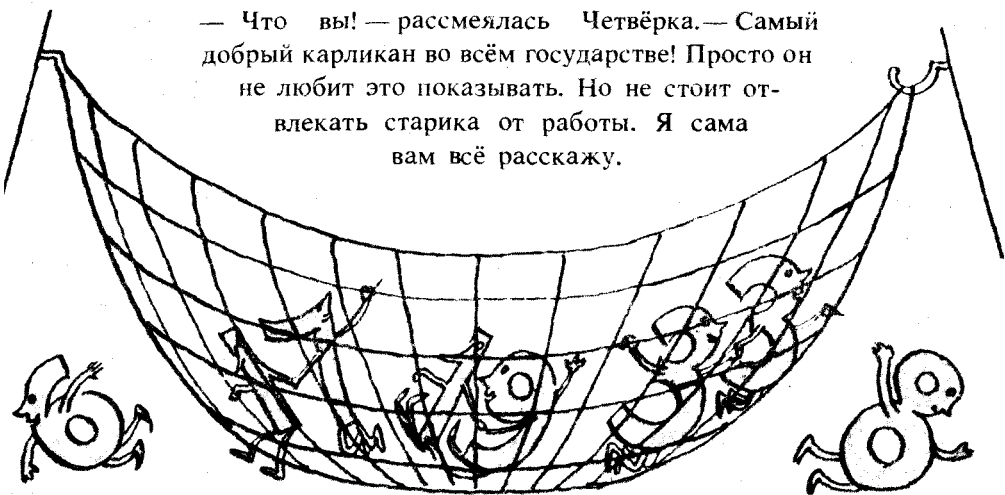 — Что вы! — рассмеялась Четвёрка.— Самый
добрый карликан во всём государстве! Просто он
не любит это показывать. Но не стоит от-
влекать старика от работы. Я сама
вам всё расскажу.